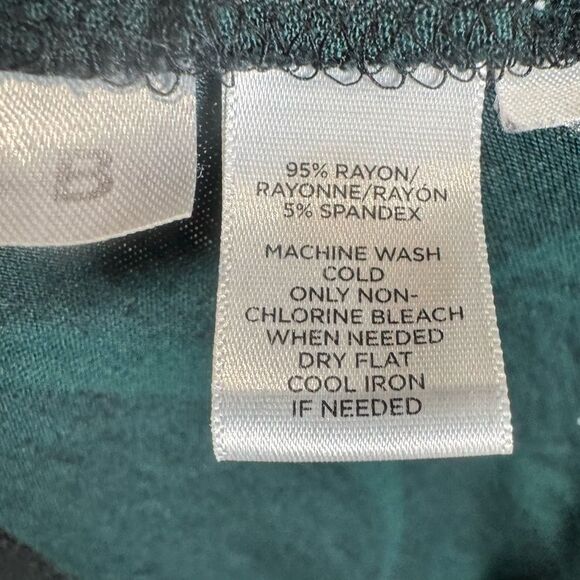 B
95% RAYON/
RAYONNE/RAYÓN
5% SPANDEX
MACHINE WASH
COLD
ONLY NON-
CHLORINE BLEACH
WHEN NEEDED
DRY FLAT
COOL IRON
IF NEEDED